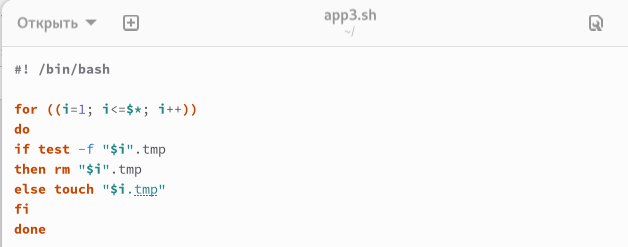 Открыть
app3.sh
~/
#! /bin/bash
for ((i=1; i<=$*; i++))
do
if test -f "$i".tmp
then rm "$i".tmp
else touch "$i.tmp"
fi
done